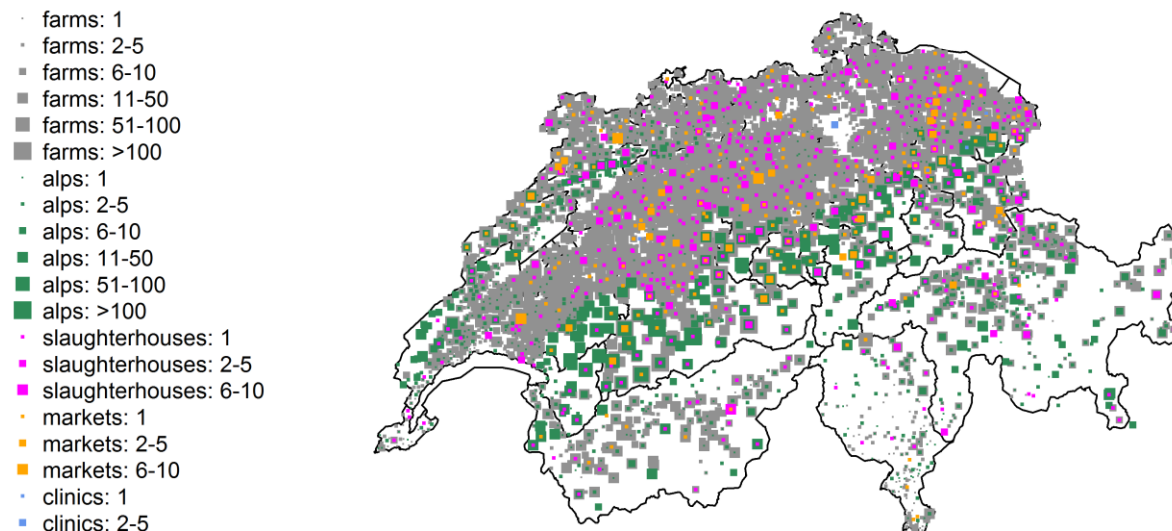 farms: 1
farms: 2-5
farms: 6-10
farms: 11-50
farms: 51-100
farms: >100
alps: 1
alps: 2-5
alps: 6-10
alps: 11-50
alps: 51-100
alps: >100
slaughterhouses: 1
slaughterhouses: 2-5
slaughterhouses: 6-10
markets: 1
markets: 2-5
markets: 6-10
clinics: 1
clinics: 2-5